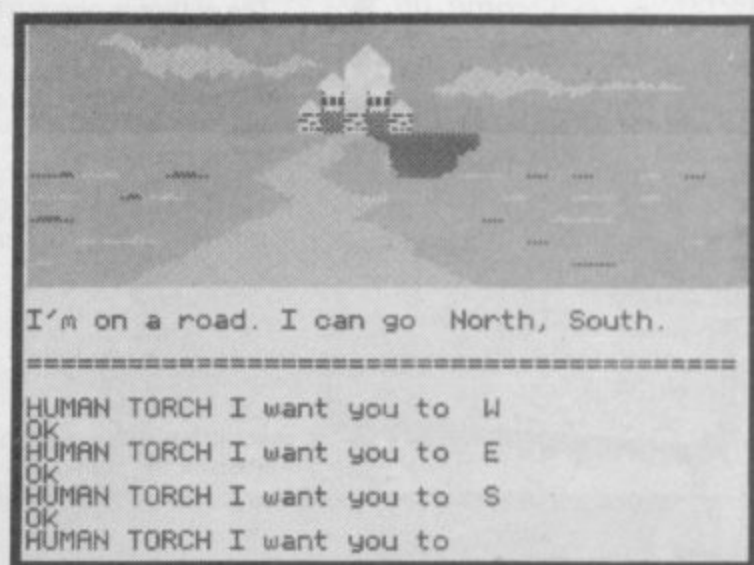 I'm on a road. I can go  North, South.
============================================
HUMAN TORCH I want you to  W
OK
HUMAN TORCH I want you to  E
OK
HUMAN TORCH I want you to  S
OK
HUMAN TORCH I want you to